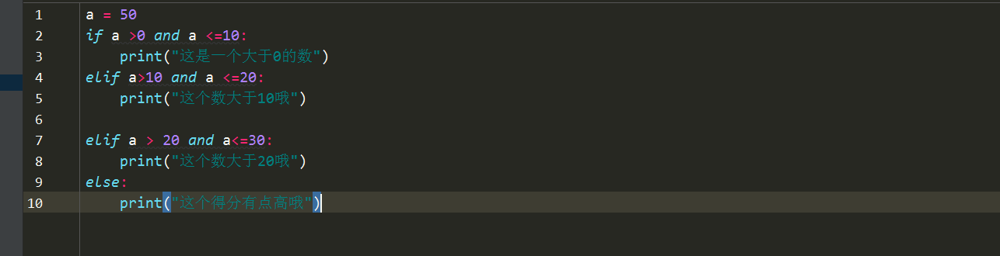 1 a = 50
2 if a >0 and a <=10:
3     print("这是一个大于0的数")
4 elif a>10 and a <=20:
5     print("这个数大于10哦")
6
7 elif a > 20 and a<=30:
8     print("这个数大于20哦")
9 else:
10     print("这个得分有点高哦")